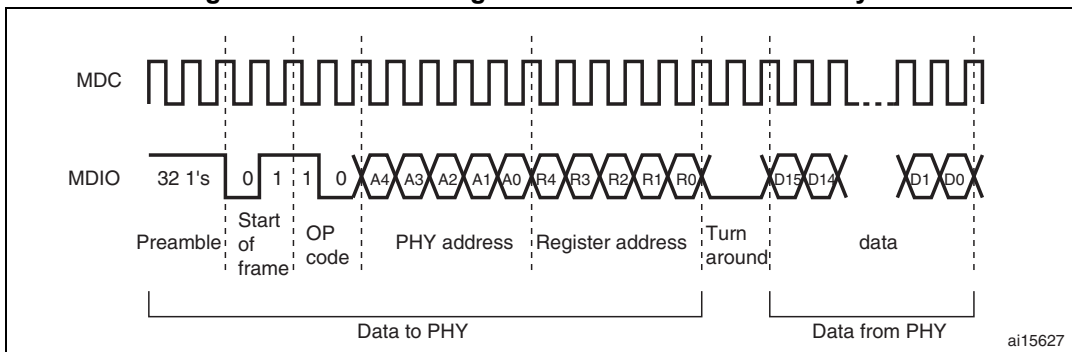 MDC
MDIO 32 1's 0 1 1 0 A4 A3 A2 A1 A0 R4 R3 R2 R1 R0 D15 D14 D1 D0
Preamble
Start
of
frame
OP
code
PHY address
Register address
Turn
around
data
Data to PHY
Data from PHY
ai15627